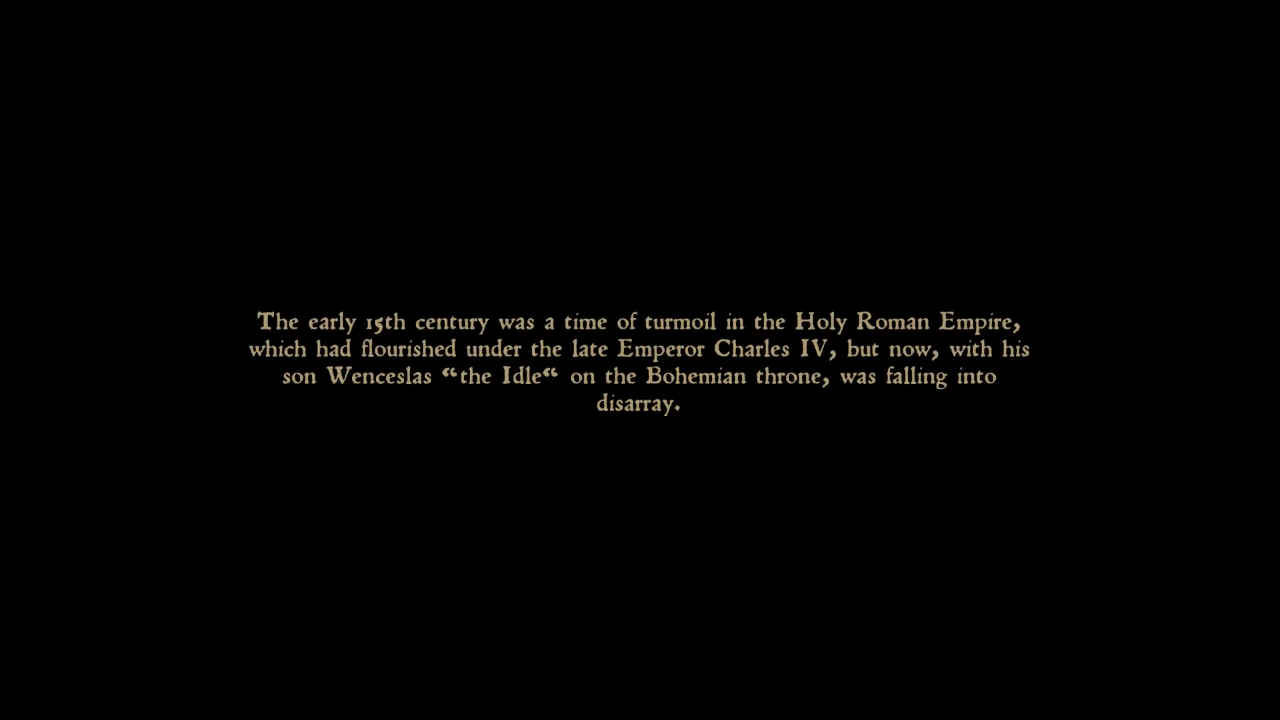 The early 15th century was a time of turmoil in the Holy Roman Empire,
which had flourished under the late Emperor Charles IV, but now, with his
son Wenceslas “the Idle“ on the Bohemian throne, was falling into
disarray.